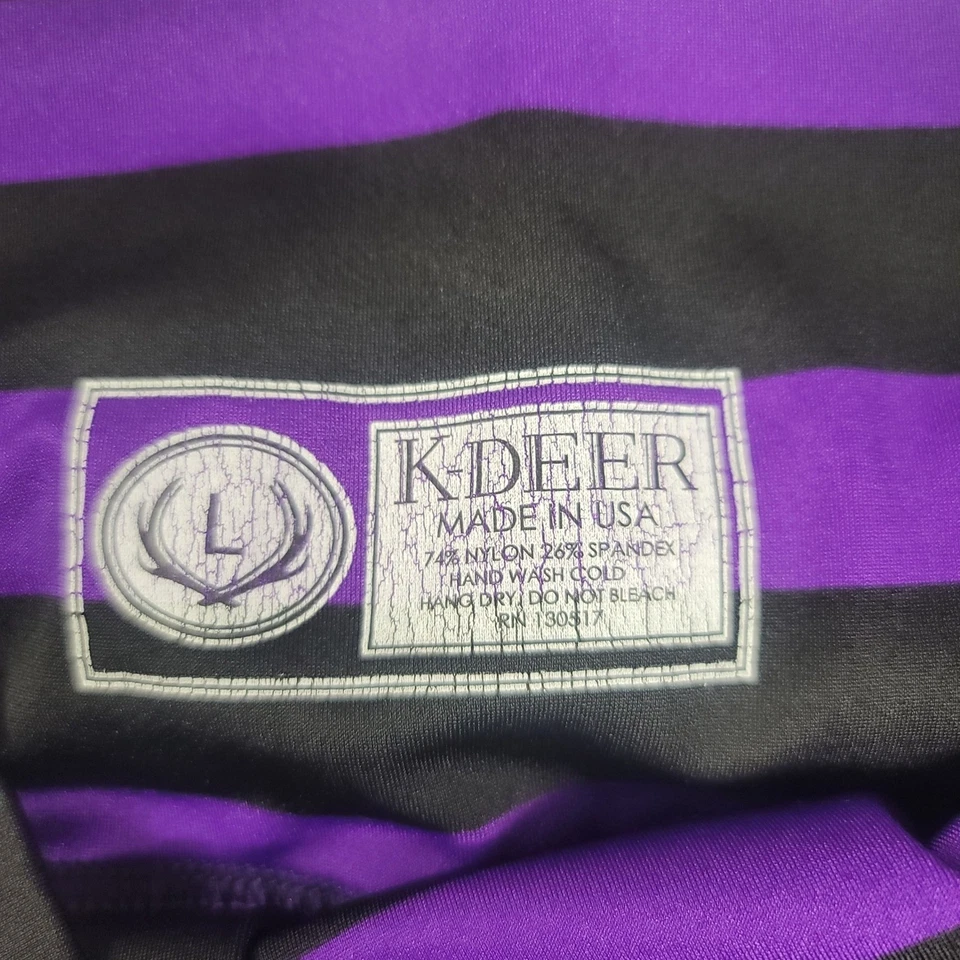 L
K-DEER
MADE IN USA
74% NYLON 26% SPANDEX
HAND WASH COLD
HANG DRY, DO NOT BLEACH
RN 130517